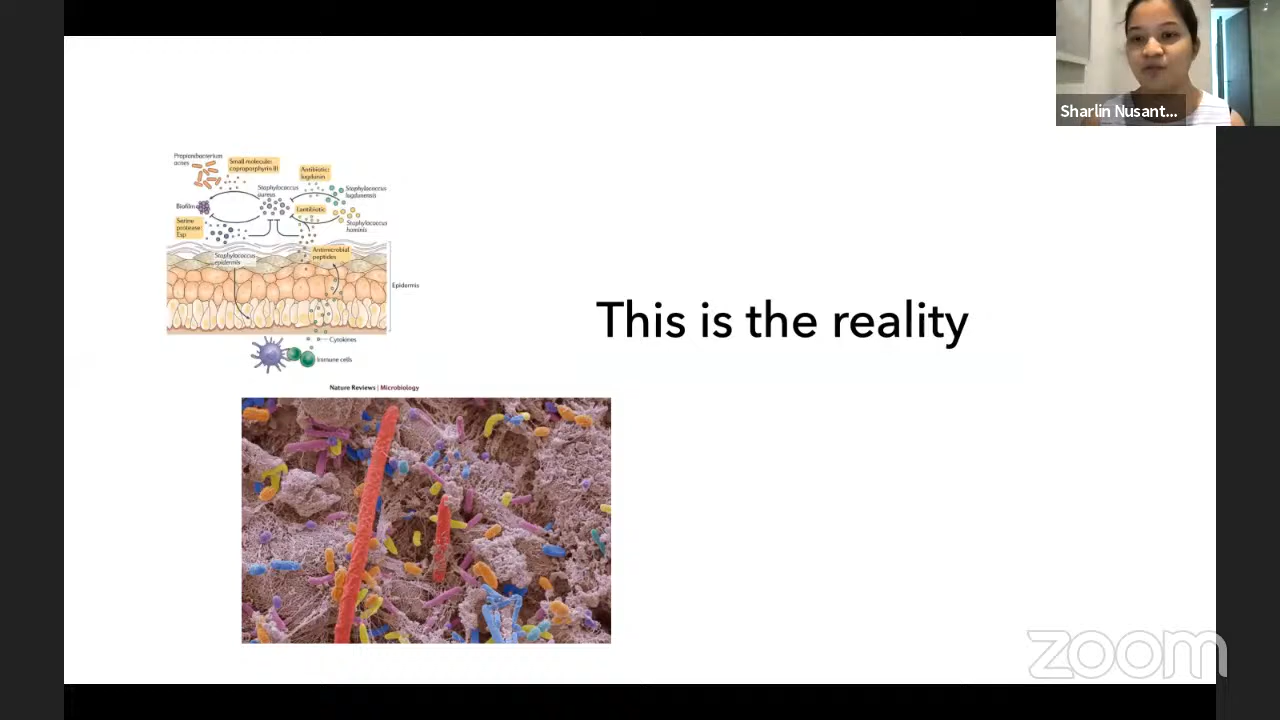 Sharlin Nusant...
Propionibacterium
acnes
Small molecule:
coproporphyrin III
Antibiotic:
lugdunin
Staphylococcus
aureus
Staphylococcus
lugdunensis
Biofilm
Lantibiotic
Serine
protease:
Esp
Staphylococcus
hominis
Staphylococcus
epidermis
Antimicrobial
peptides
Epidermis
Cytokines
Immune cells
Nature Reviews | Microbiology
This is the reality
zoom